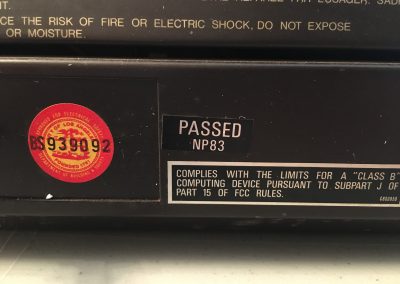 CE THE RISK OF FIRE OR ELECTRIC SHOCK, DO NOT EXPOSE
OR MOISTURE.
BS939092
PASSED
NP83
COMPLIES WITH THE LIMITS FOR A "CLASS B"
COMPUTING DEVICE PURSUANT TO SUBPART J OF
PART 15 OF FCC RULES.